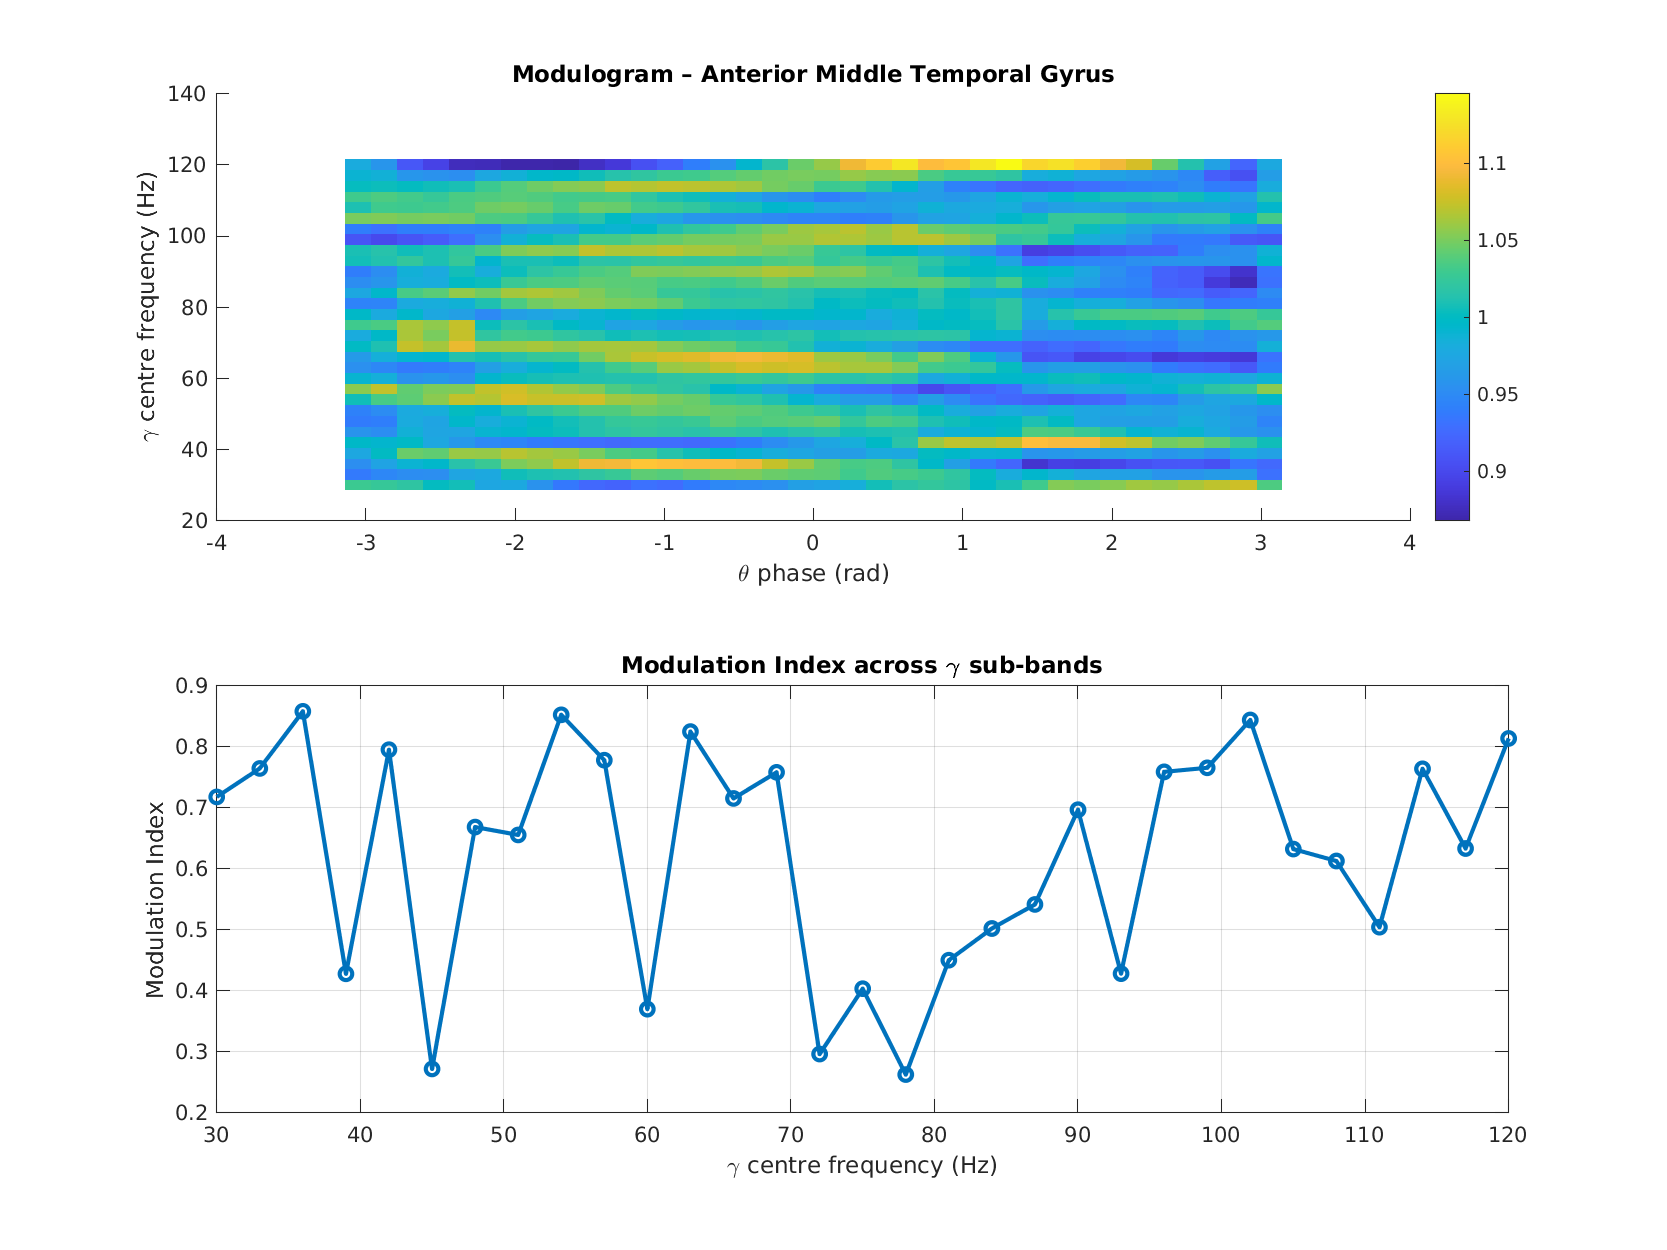 Modulogram – Anterior Middle Temporal Gyrus
140
120
100
80
60
40
20
γ centre frequency (Hz)
-4 -3 -2 -1 0 1 2 3 4
θ phase (rad)
1.1
1.05
1
0.95
0.9
Modulation Index across γ sub-bands
0.9
0.8
0.7
0.6
0.5
0.4
0.3
0.2
Modulation Index
30 40 50 60 70 80 90 100 110 120
γ centre frequency (Hz)